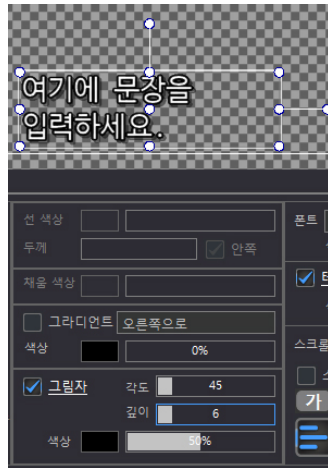 여기에 문장을
입력하세요.
선 색상
두께
안쪽
채움 색상
그라디언트 오른쪽으로
색상 0%
그림자 각도 45
깊이 6
색상 50%
폰트
스크롤
가